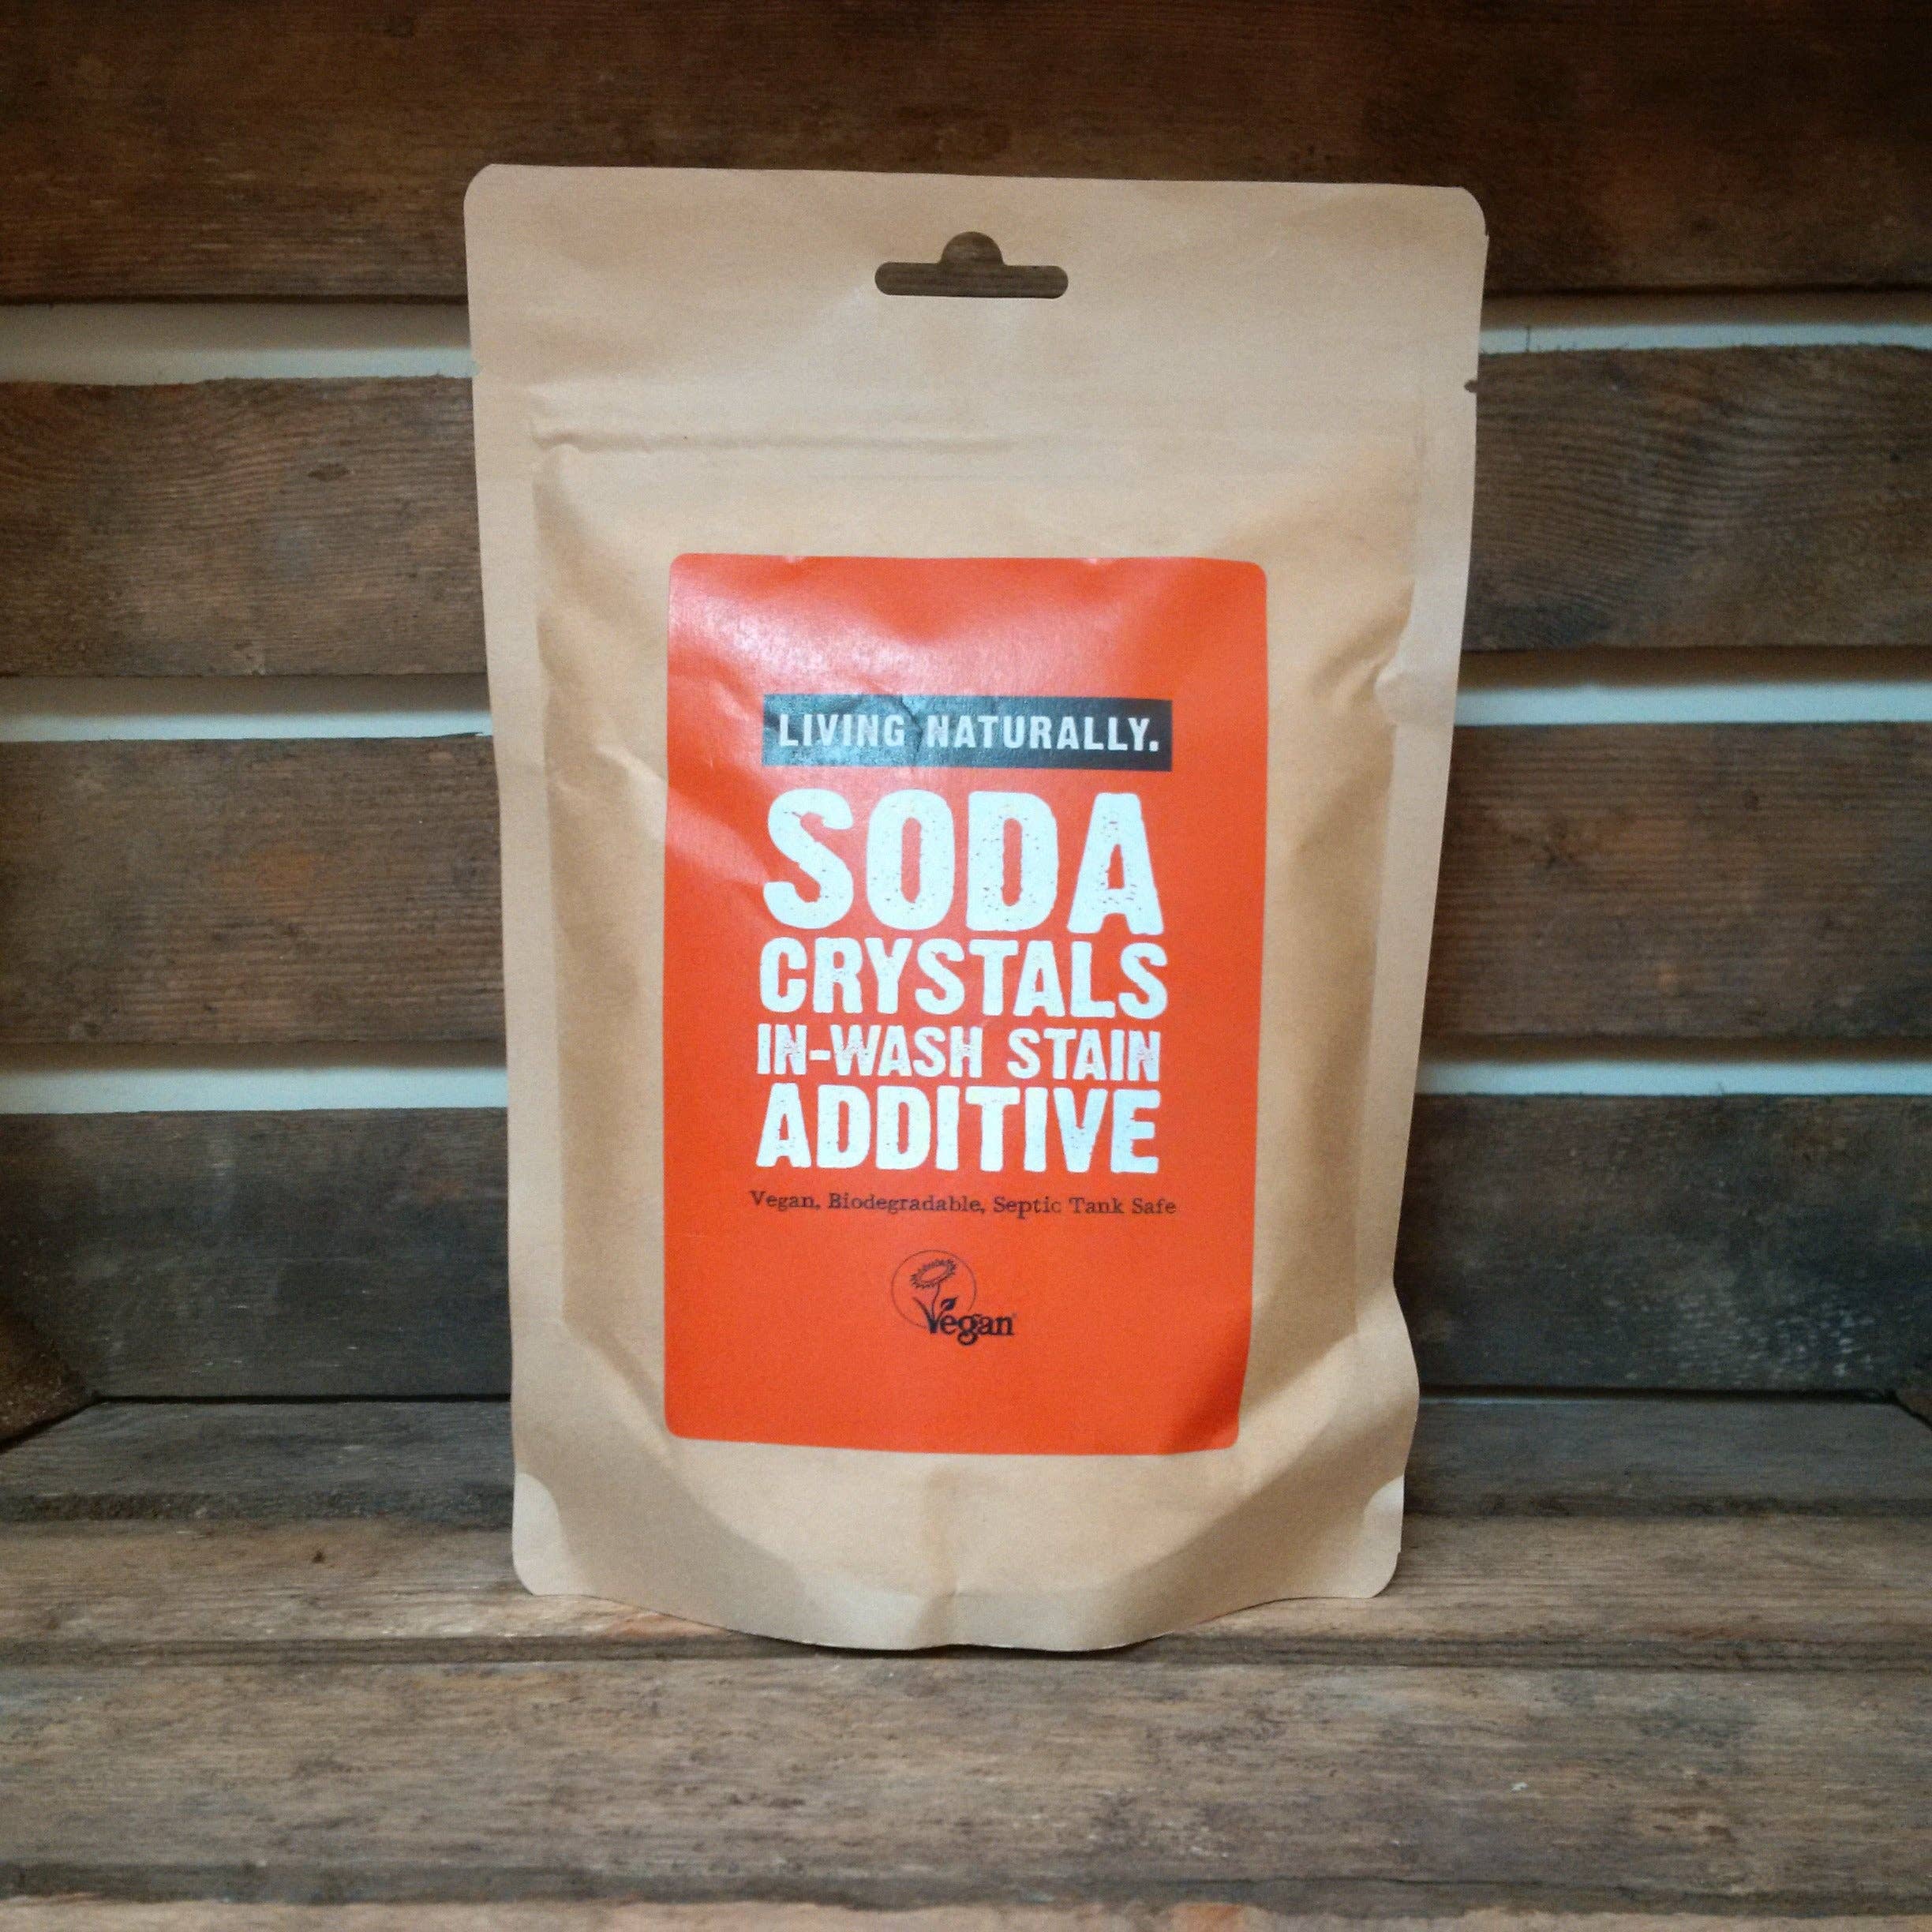 LIVING NATURALLY.
SODA
CRYSTALS
IN-WASH STAIN
ADDITIVE
Vegan, Biodegradable, Septic Tank Safe
Vegan